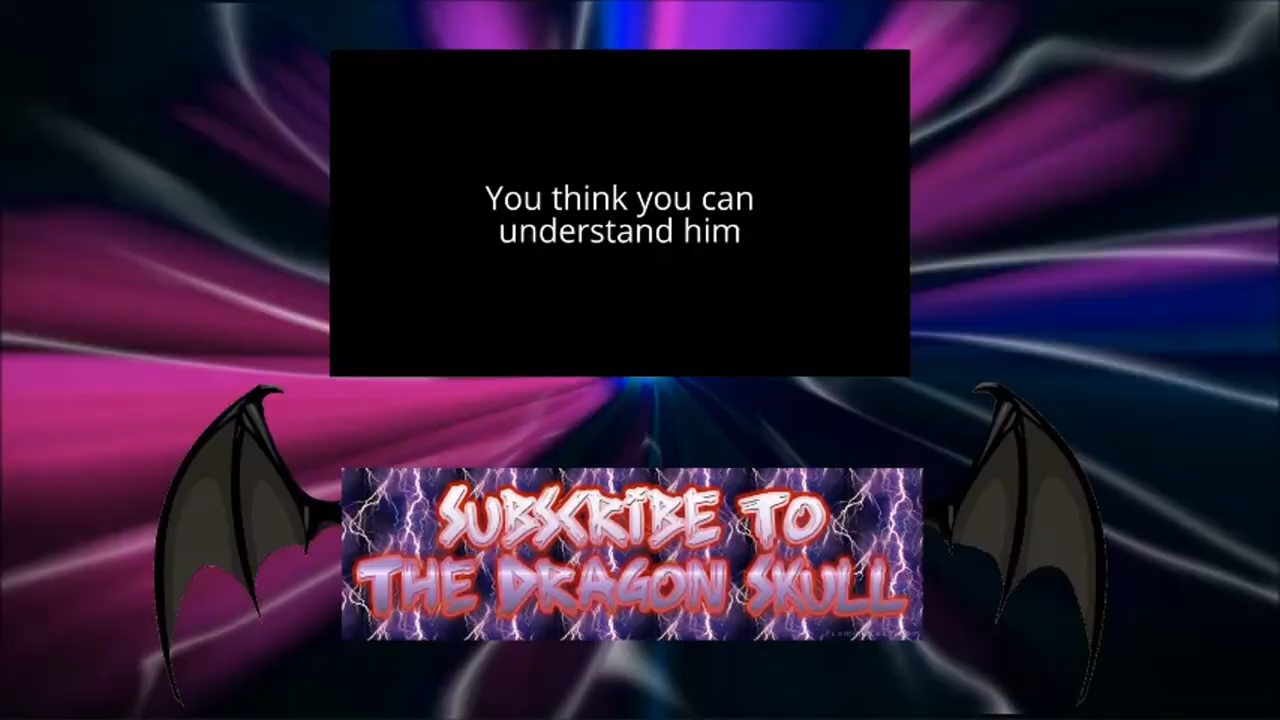 You think you can
understand him
SUBSCRIBE TO
THE DRAGON SKULL